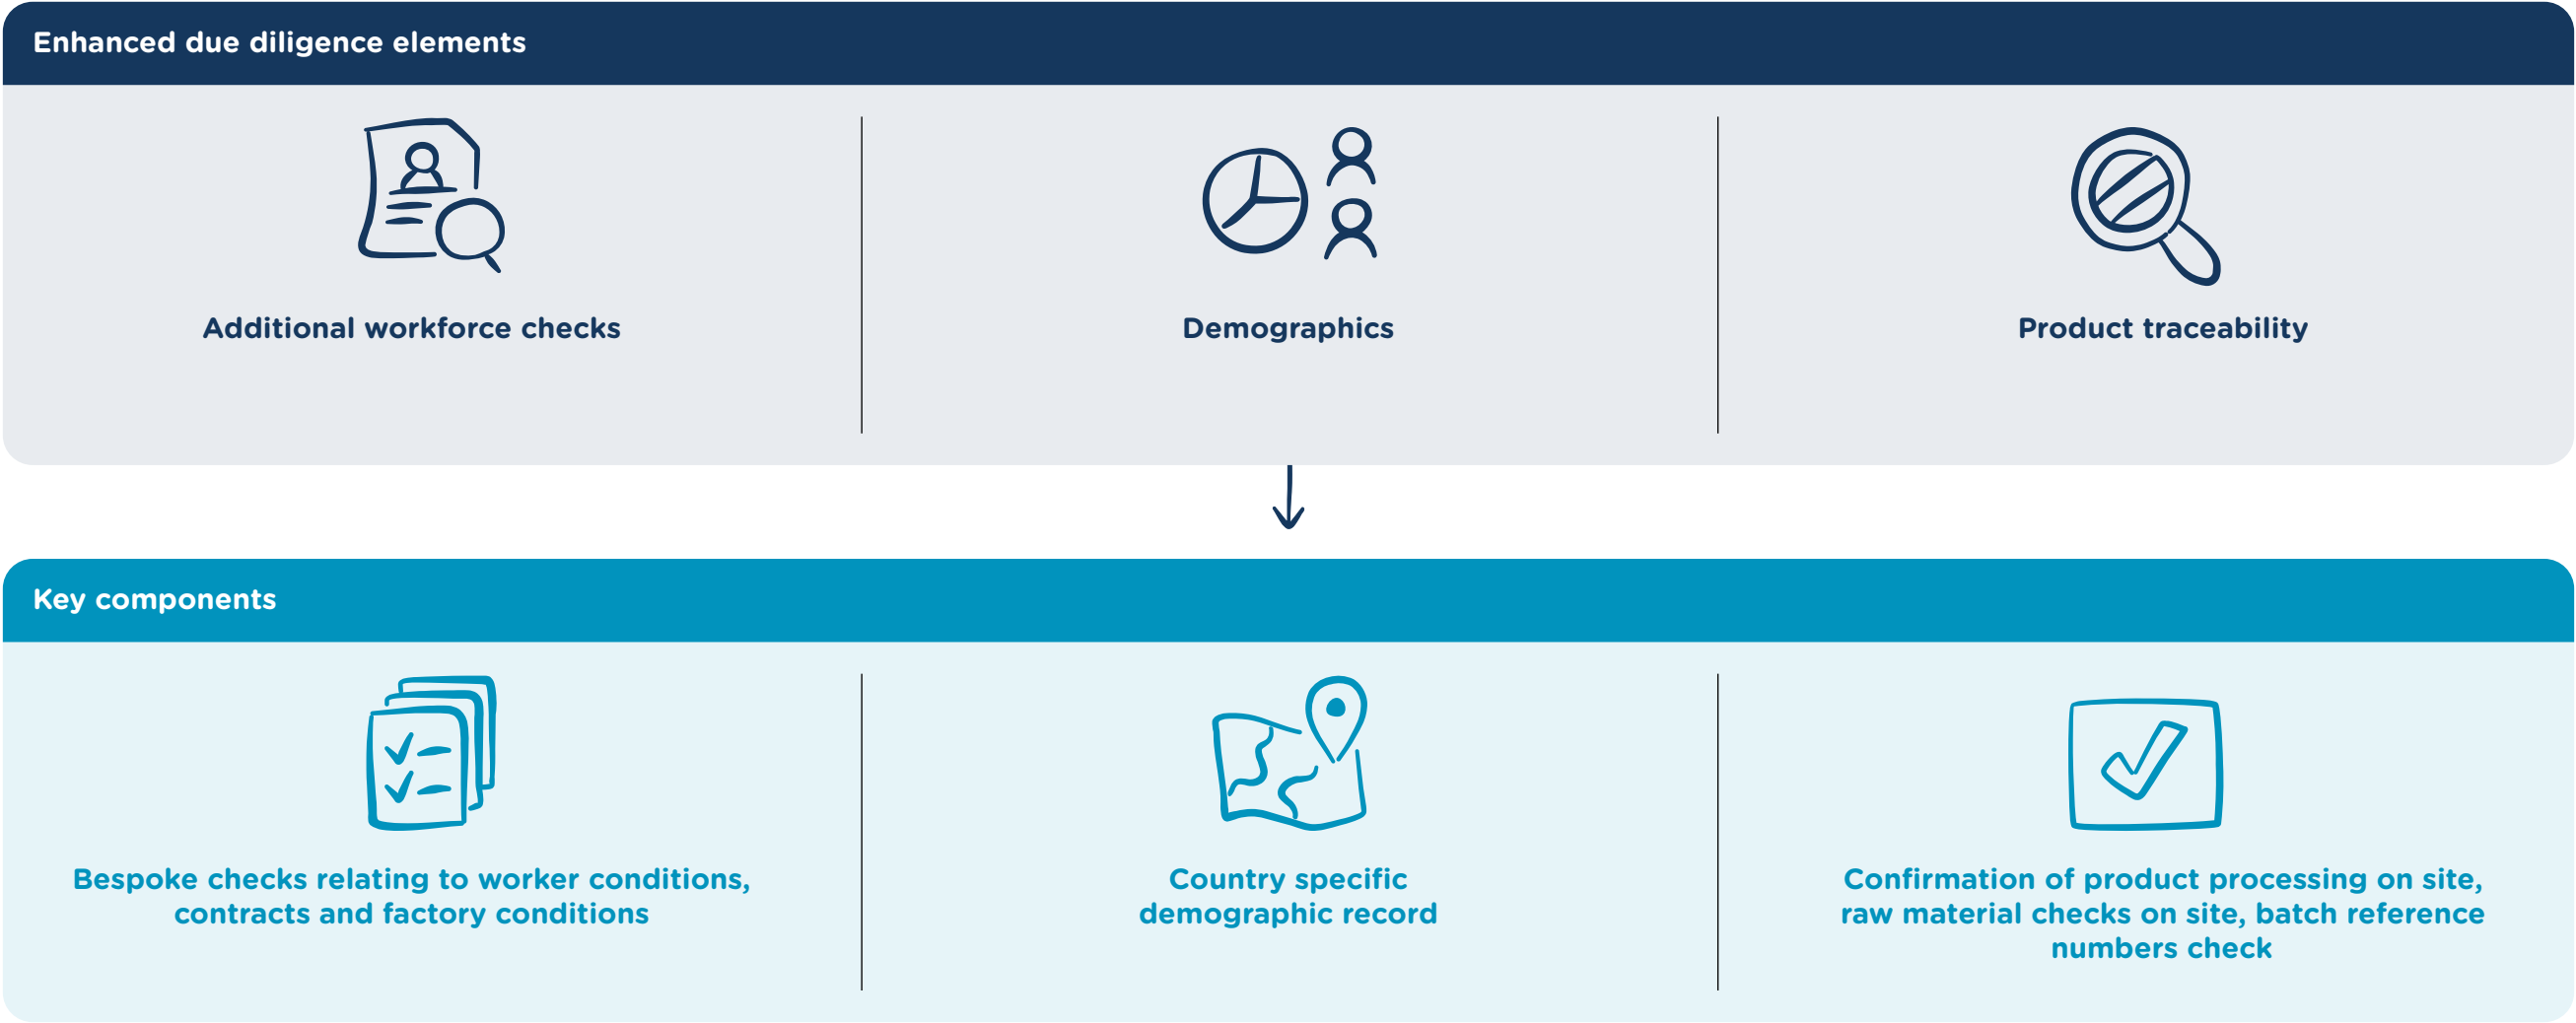 Enhanced due diligence elements
Additional workforce checks
Demographics
Product traceability
Key components
Bespoke checks relating to worker conditions,
contracts and factory conditions
Country specific
demographic record
Confirmation of product processing on site,
raw material checks on site, batch reference
numbers check